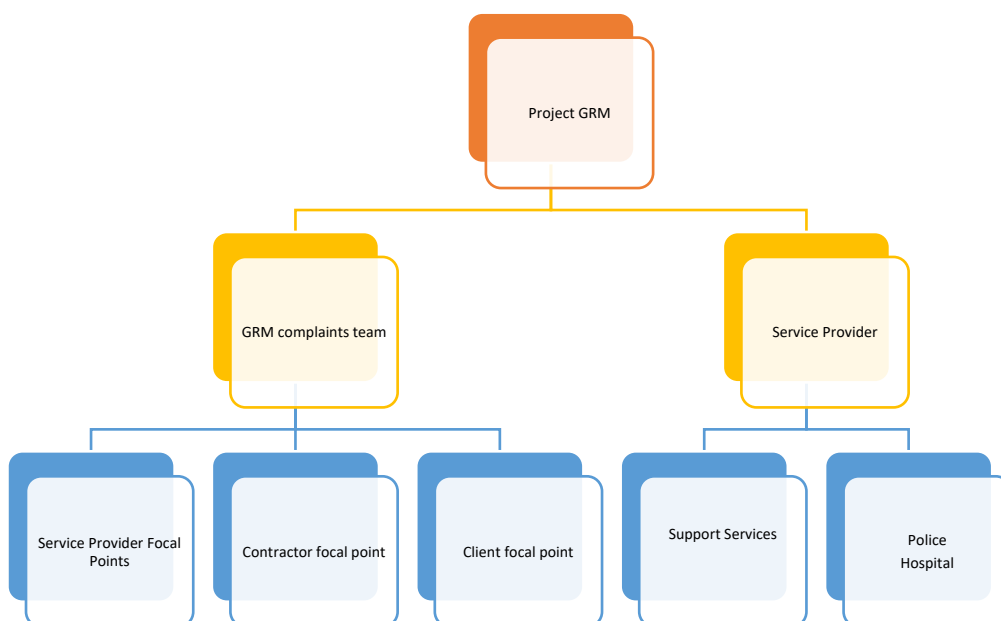 Project GRM
GRM complaints team
Service Provider
Service Provider Focal
Points
Contractor focal point
Client focal point
Support Services
Police
Hospital